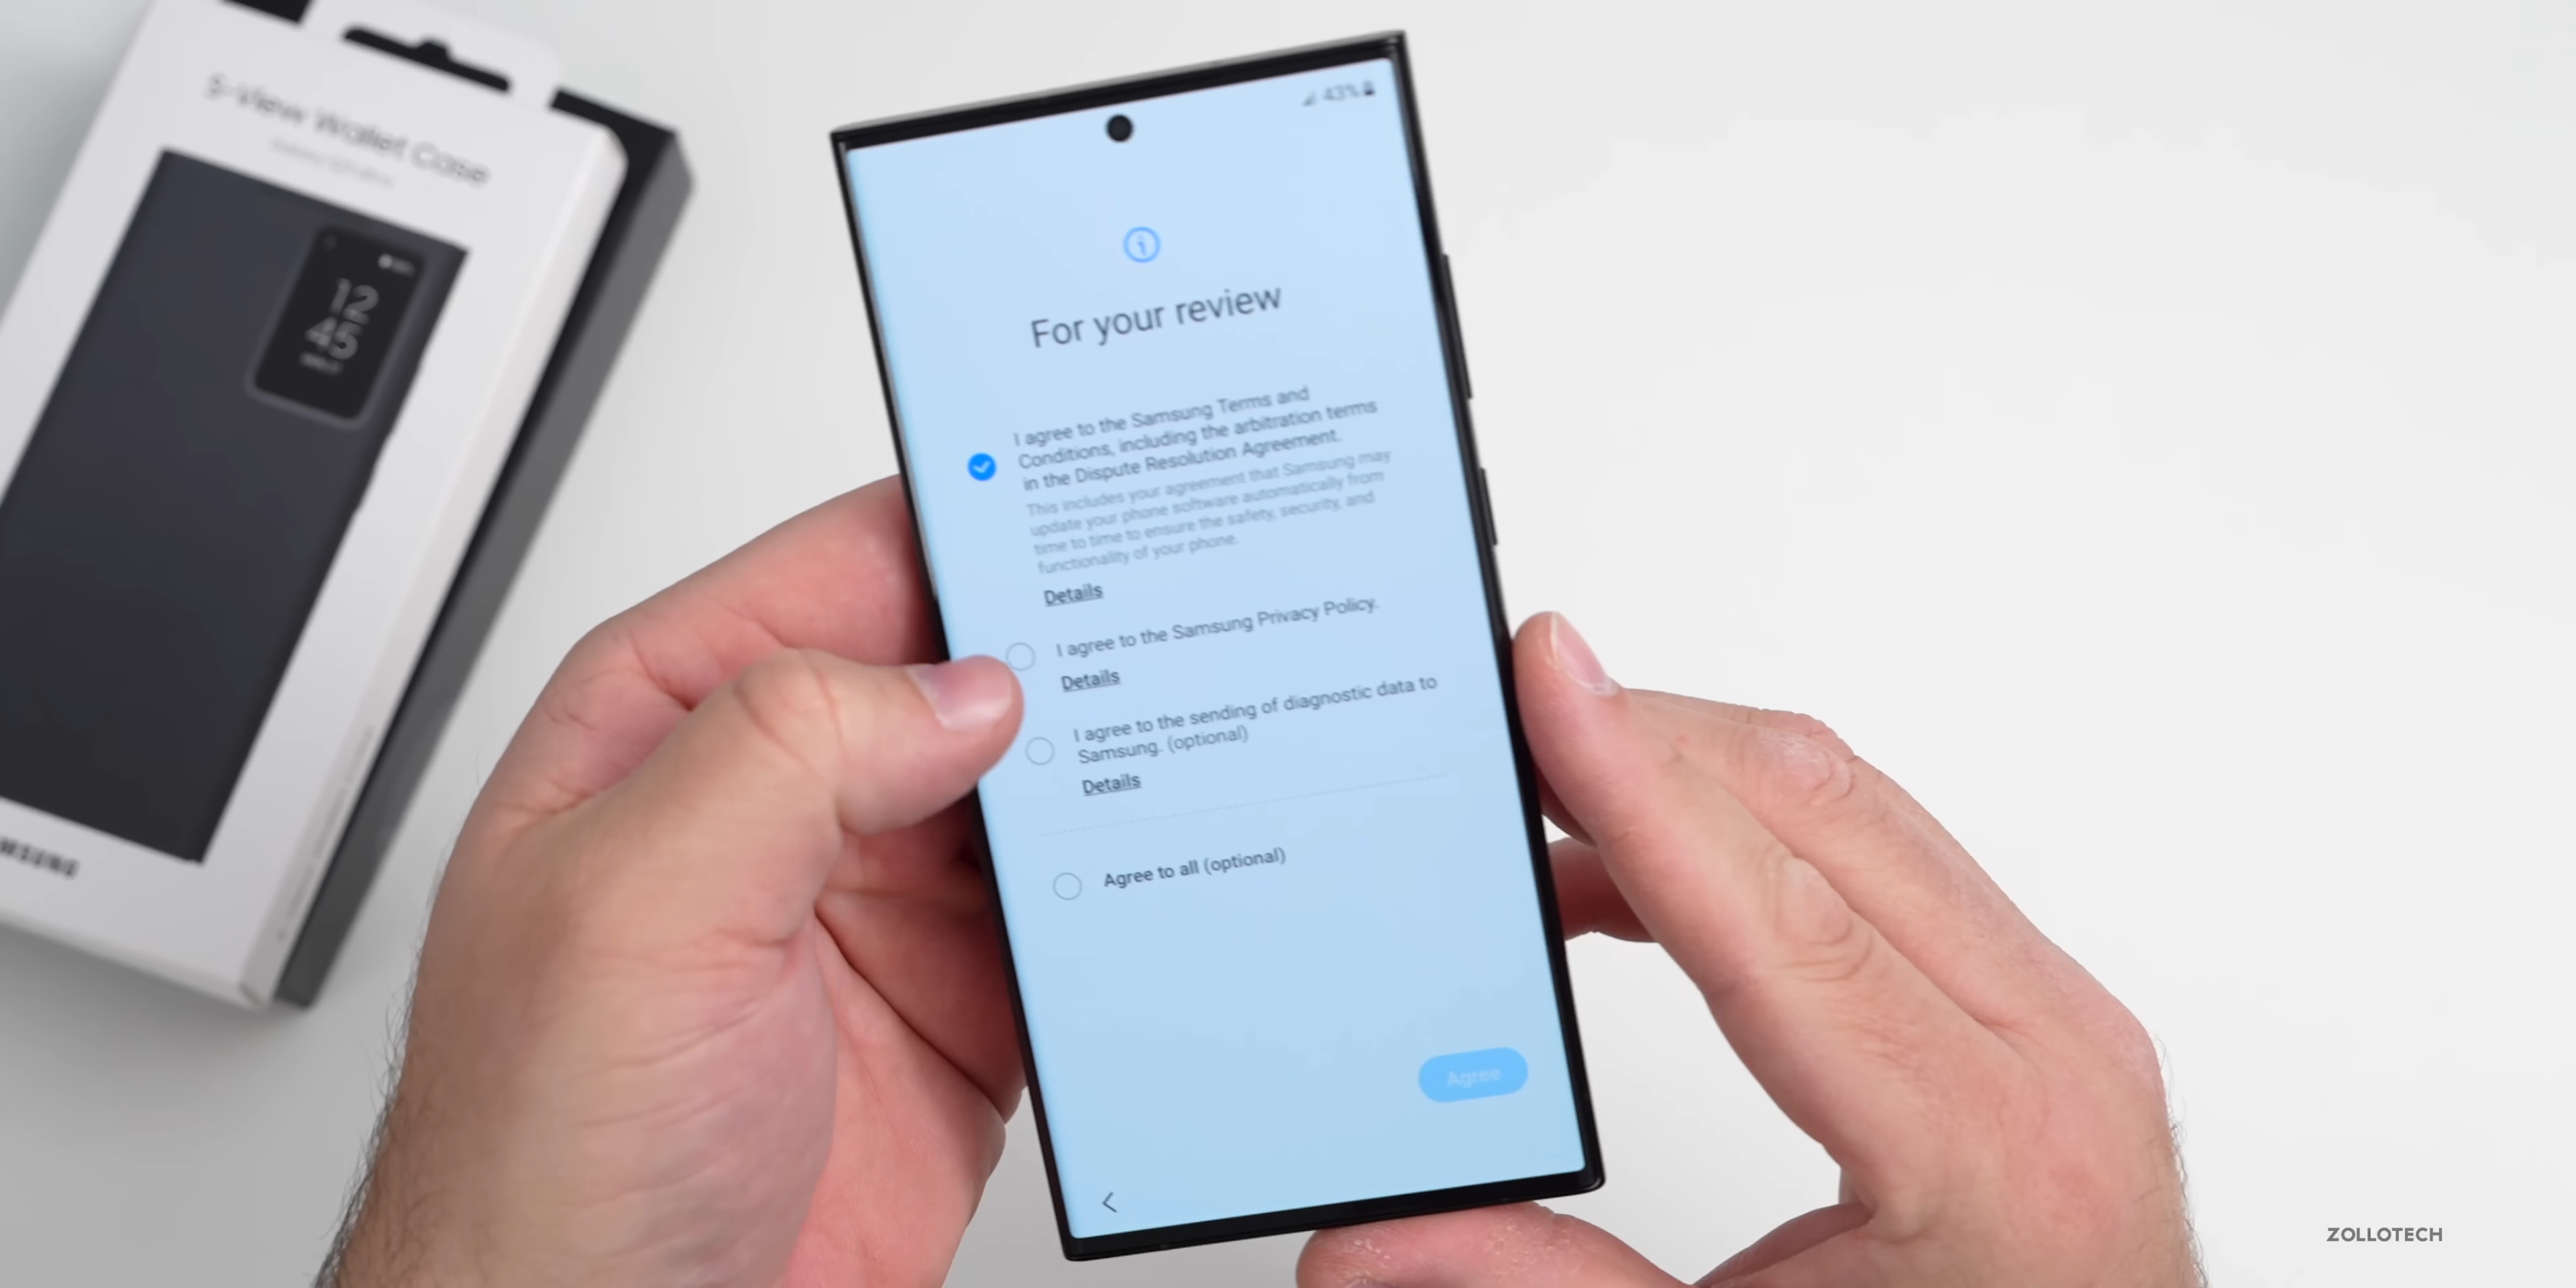 S-View Wallet Case
12
45
43%
For your review
I agree to the Samsung Terms and
Conditions, including the arbitration terms
in the Dispute Resolution Agreement.
This includes your agreement that Samsung may
update your phone software automatically from
time to time to ensure the safety, security, and
functionality of your phone.
Details
I agree to the Samsung Privacy Policy.
Details
I agree to the sending of diagnostic data to
Samsung. (optional)
Details
Agree to all (optional)
Agree
MSUNG
ZOLLOTECH